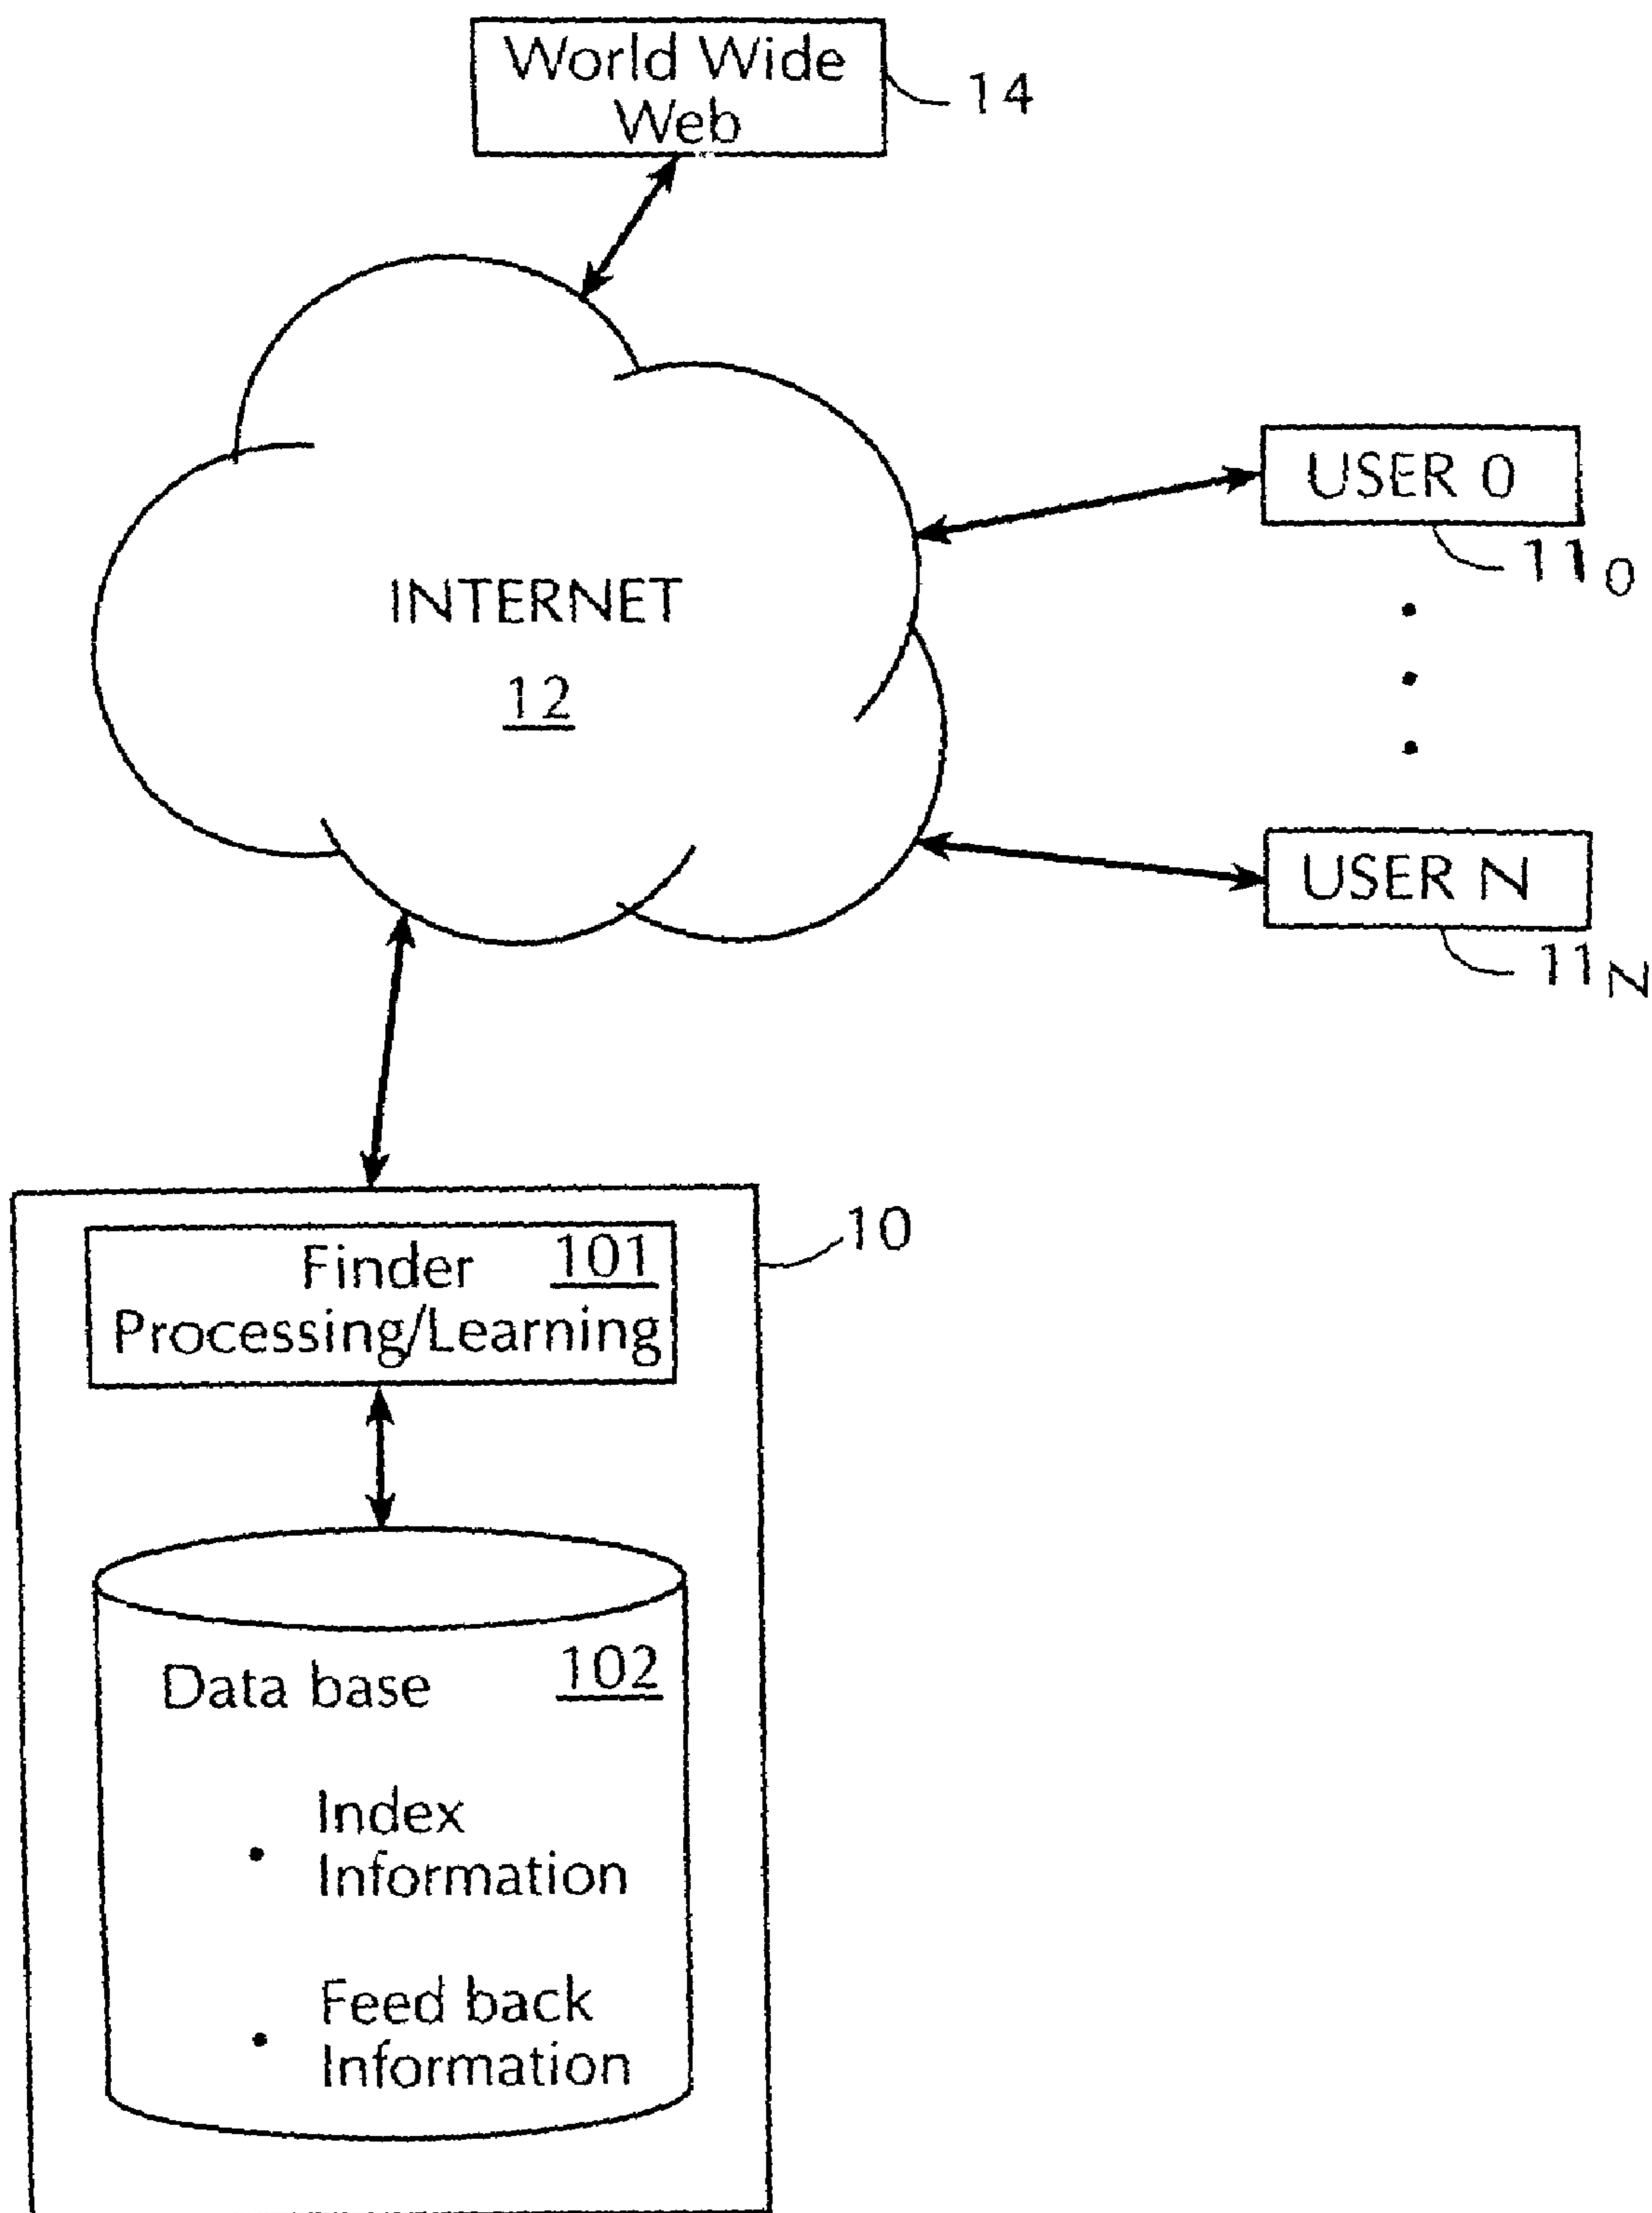 World Wide
Web
14
USER 0
11₀
INTERNET
12
USER N
11N
10
Finder 101
Processing/Learning
Data base 102
• Index
Information
• Feed back
Information